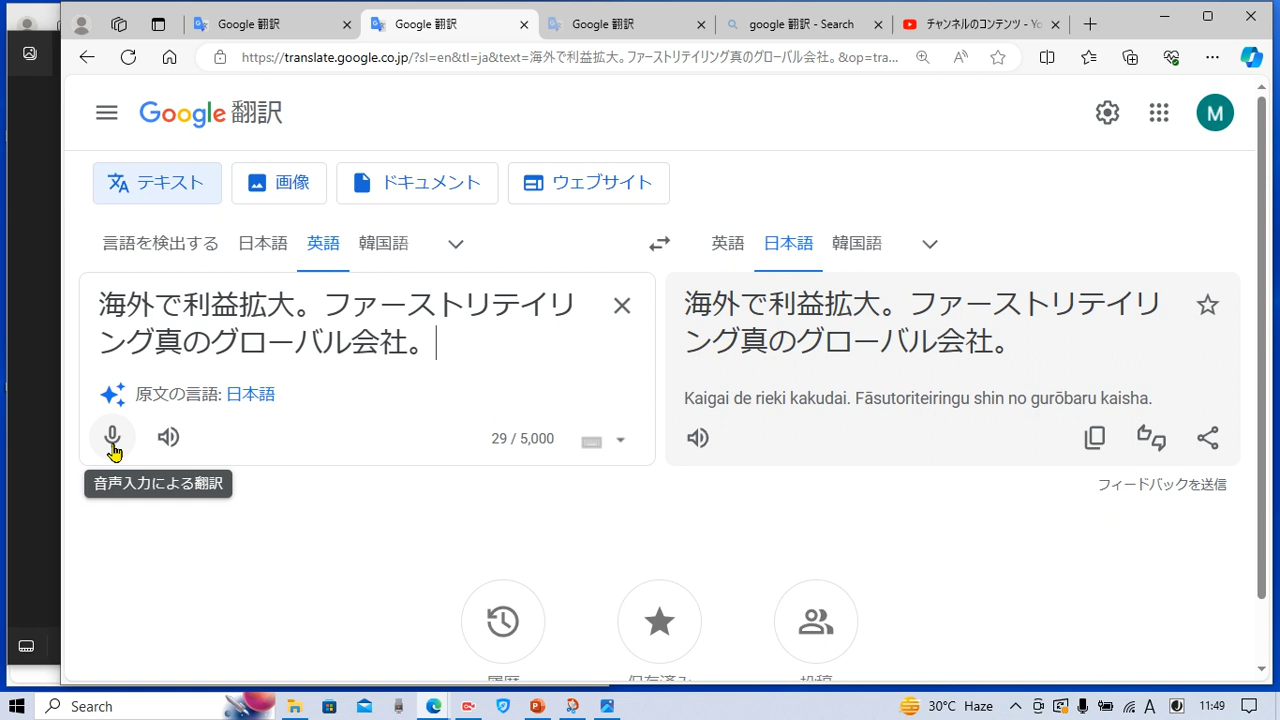 Google 翻訳
Google 翻訳
Google 翻訳
google 翻訳 - Search
チャンネルのコンテンツ - Yo
https://translate.google.co.jp/?sl=en&tl=ja&text=海外で利益拡大。ファーストリテイリング真のグローバル会社。&op=tra...
Google 翻訳
M
テキスト
画像
ドキュメント
ウェブサイト
言語を検出する 日本語 英語 韓国語
英語 日本語 韓国語
海外で利益拡大。ファーストリテイリ
ング真のグローバル会社。
原文の言語: 日本語
29 / 5,000
音声入力による翻訳
海外で利益拡大。ファーストリテイリ
ング真のグローバル会社。
Kaigai de rieki kakudai. Fāsutoriteiringu shin no gurōbaru kaisha.
フィードバックを送信
履歴
保存済み
投稿
Search
30°C Haze
A
11:49